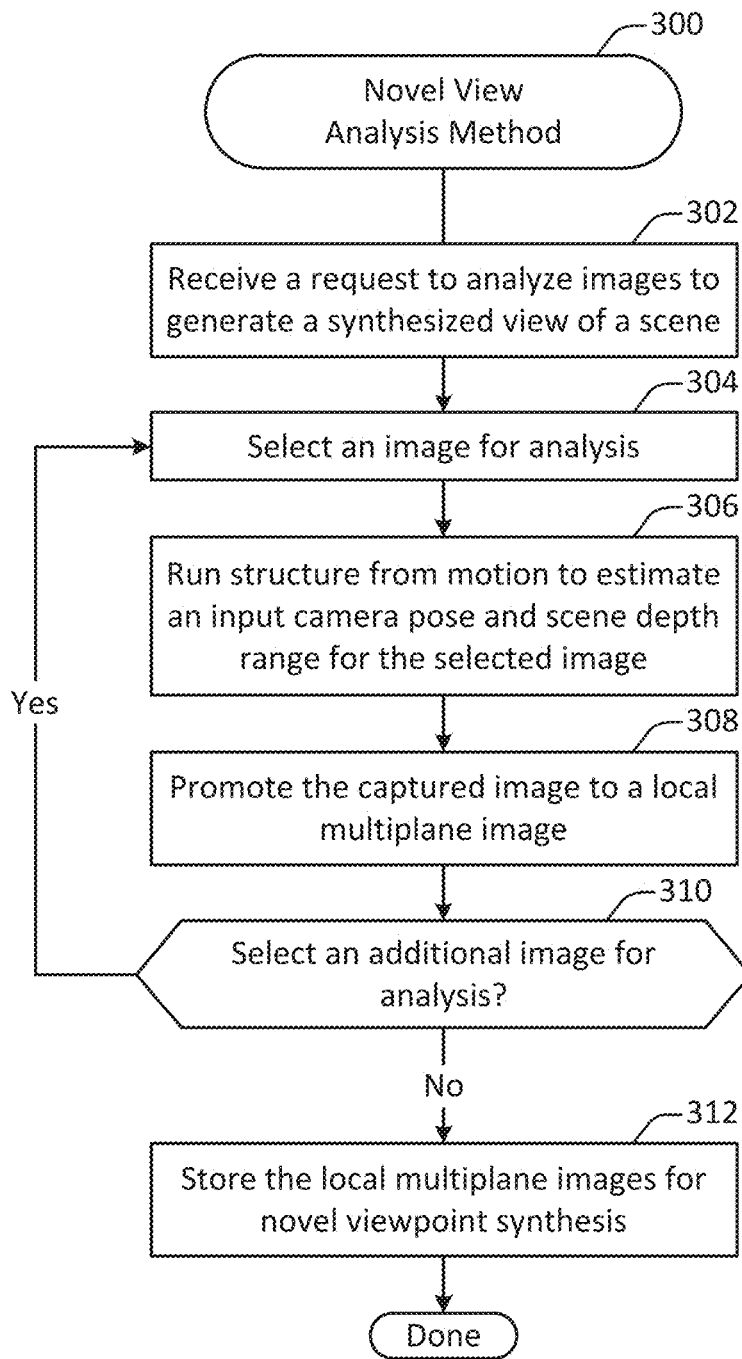 300
Novel View
Analysis Method
302
Receive a request to analyze images to
generate a synthesized view of a scene
304
Select an image for analysis
306
Run structure from motion to estimate
an input camera pose and scene depth
range for the selected image
Yes
308
Promote the captured image to a local
multiplane image
310
Select an additional image for
analysis?
No
312
Store the local multiplane images for
novel viewpoint synthesis
Done